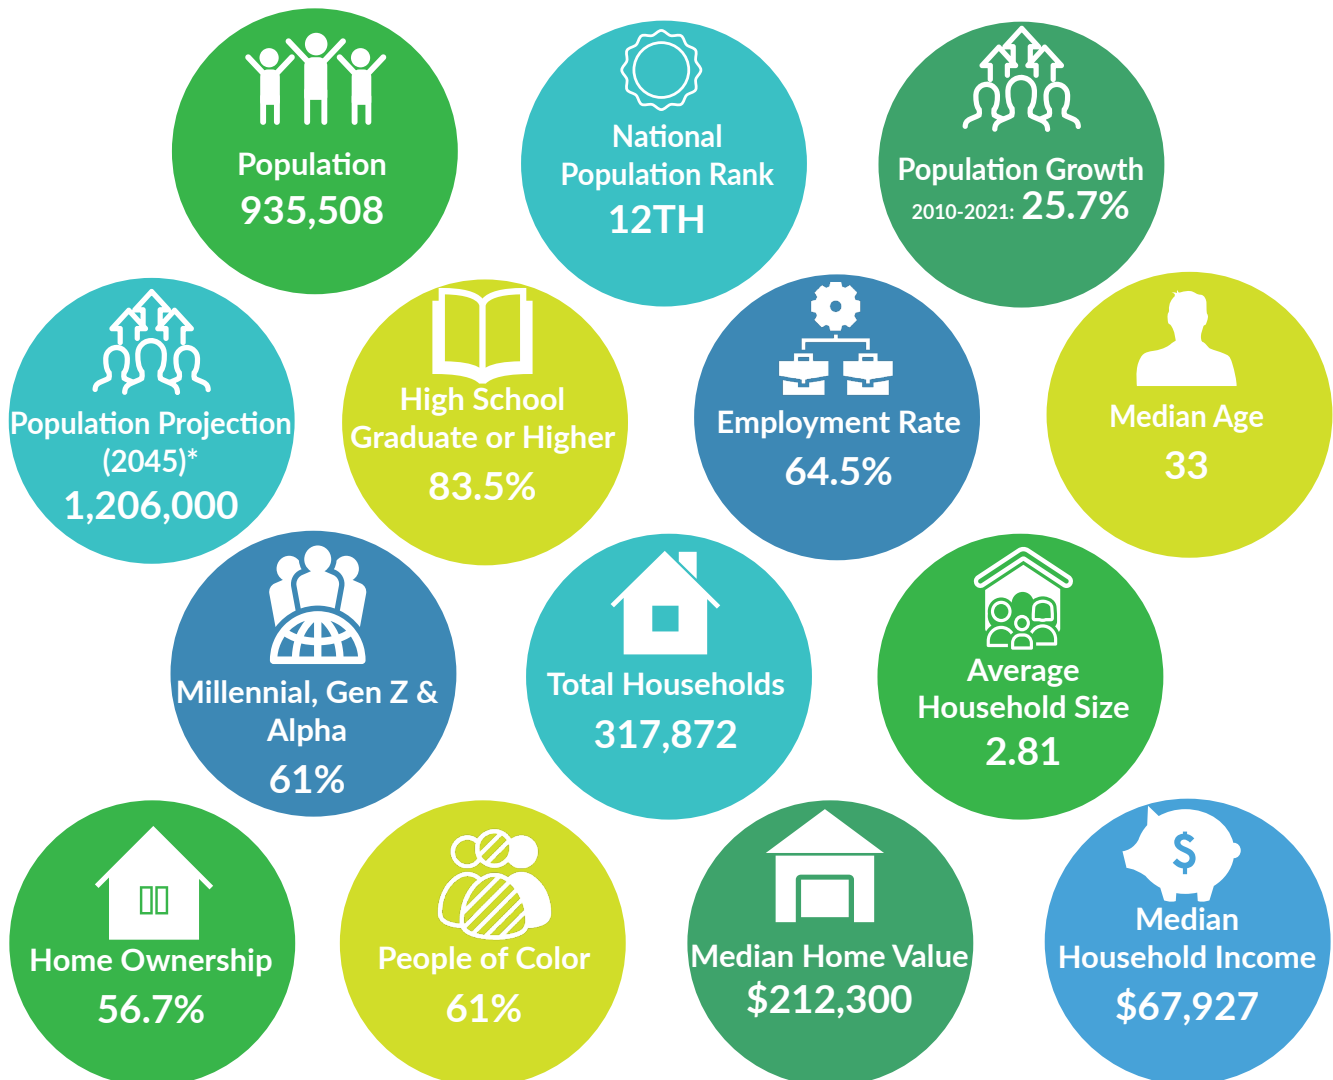 Population
935,508
National
Population Rank
12TH
Population Growth
2010-2021: 25.7%
Population Projection
(2045)*
1,206,000
High School
Graduate or Higher
83.5%
Employment Rate
64.5%
Median Age
33
Millennial, Gen Z &
Alpha
61%
Total Households
317,872
Average
Household Size
2.81
Home Ownership
56.7%
People of Color
61%
Median Home Value
$212,300
$
Median
Household Income
$67,927